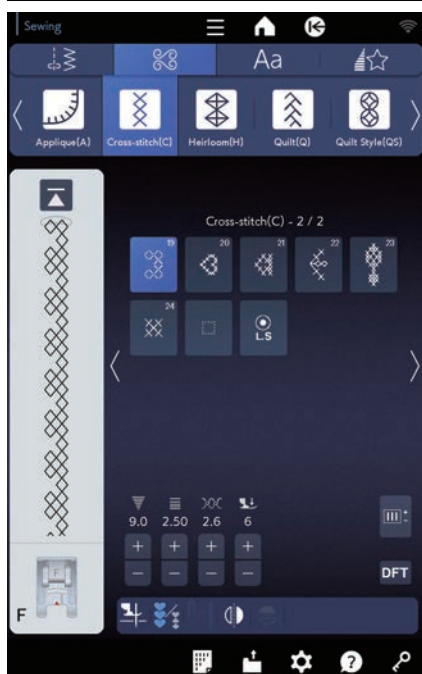 Sewing
Aa
Applique(A) Cross-stitch(C) Heirloom(H) Quilt(Q) Quilt Style(QS)
Cross-stitch(C) - 2 / 2
19 20 21 22 23
24
L.S
9.0 2.50 2.6 6
+ + + +
- - - -
DFT
F
F
?